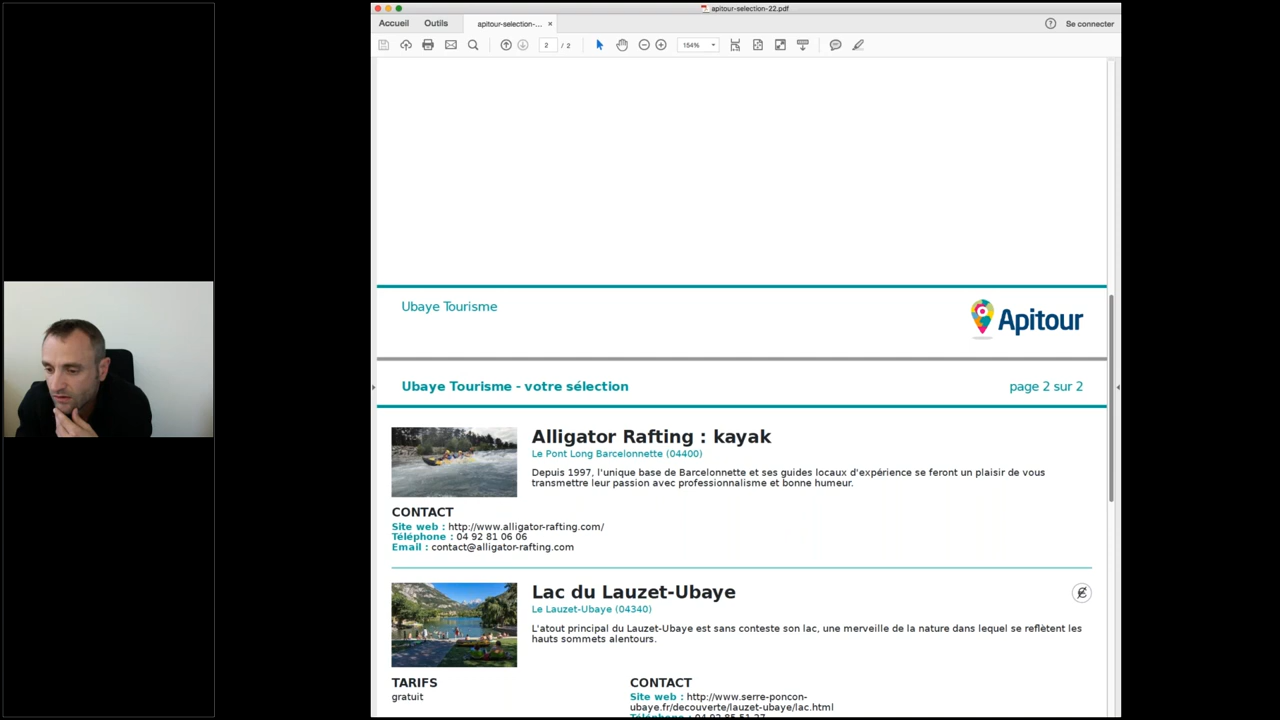 apitour-selection-22.pdf
Accueil
Outils
apitour-selection-... ×
Se connecter
2 / 2
154%
Ubaye Tourisme
Apitour
Ubaye Tourisme - votre sélection
page 2 sur 2
Alligator Rafting : kayak
Le Pont Long Barcelonnette (04400)
Depuis 1997, l'unique base de Barcelonnette et ses guides locaux d'expérience se feront un plaisir de vous
transmettre leur passion avec professionnalisme et bonne humeur.
CONTACT
Site web : http://www.alligator-rafting.com/
Téléphone : 04 92 81 06 06
Email : contact@alligator-rafting.com
Lac du Lauzet-Ubaye
Le Lauzet-Ubaye (04340)
L'atout principal du Lauzet-Ubaye est sans conteste son lac, une merveille de la nature dans lequel se reflètent les
hauts sommets alentours.
TARIFS
gratuit
CONTACT
Site web : http://www.serre-poncon-
ubaye.fr/decouverte/lauzet-ubaye/lac.html
Téléphone : 04 92 85 51 27